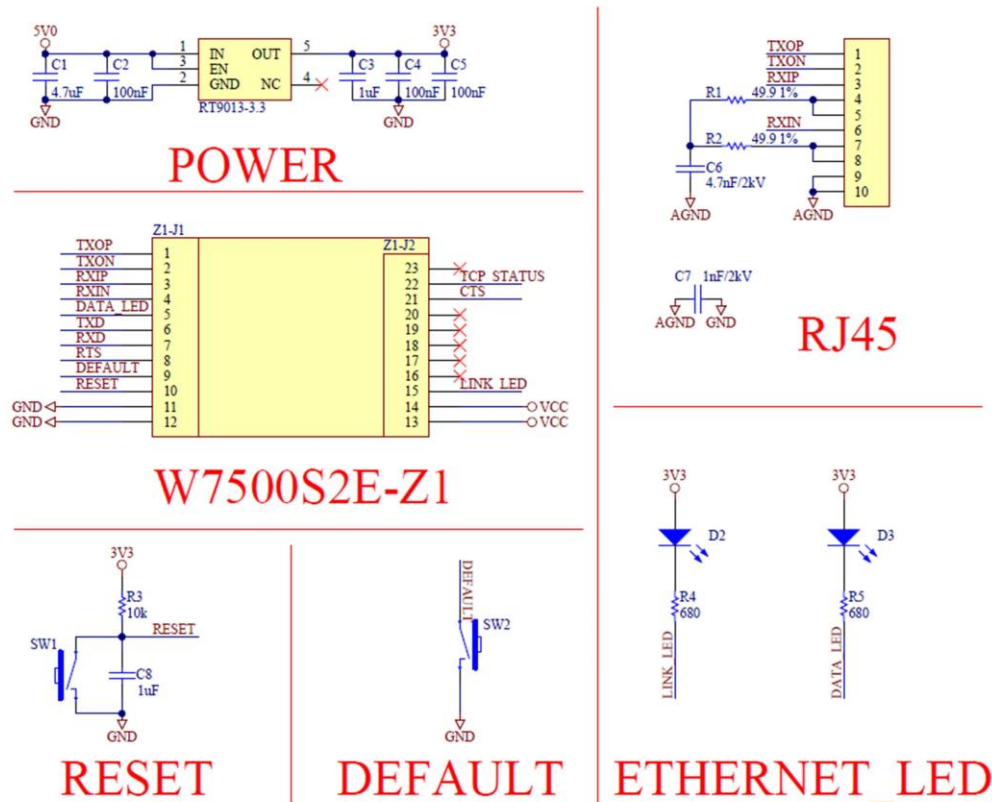 5V0
C1
4.7uF
C2
100nF
GND
1
3
2
IN OUT
EN
GND NC
RT9013-3.3
5
4
3V3
C3
1uF
C4
100nF
C5
100nF
GND
POWER
Z1-J1
Z1-J2
TXOP 1
TXON 2
RXIP 3
RXIN 4
DATA_LED 5
TXD 6
RXD 7
RTS 8
DEFAULT 9
RESET 10
GND 11
GND 12
23
22 TCP_STATUS
21 CTS
20
19
18
17
16
15 LINK_LED
14 VCC
13 VCC
W7500S2E-Z1
3V3
R3
10k
RESET
SW1
C8
1uF
GND
RESET
DEFAULT
SW2
GND
DEFAULT
TXOP 1
TXON 2
RXIP 3
R1 49.9 1% 4
5
RXIN 6
R2 49.9 1% 7
8
9
10
C6
4.7nF/2kV
AGND
AGND
C7 1nF/2kV
AGND GND
RJ45
3V3
D2
R4
680
LINK_LED
3V3
D3
R5
680
DATA_LED
ETHERNET_LED